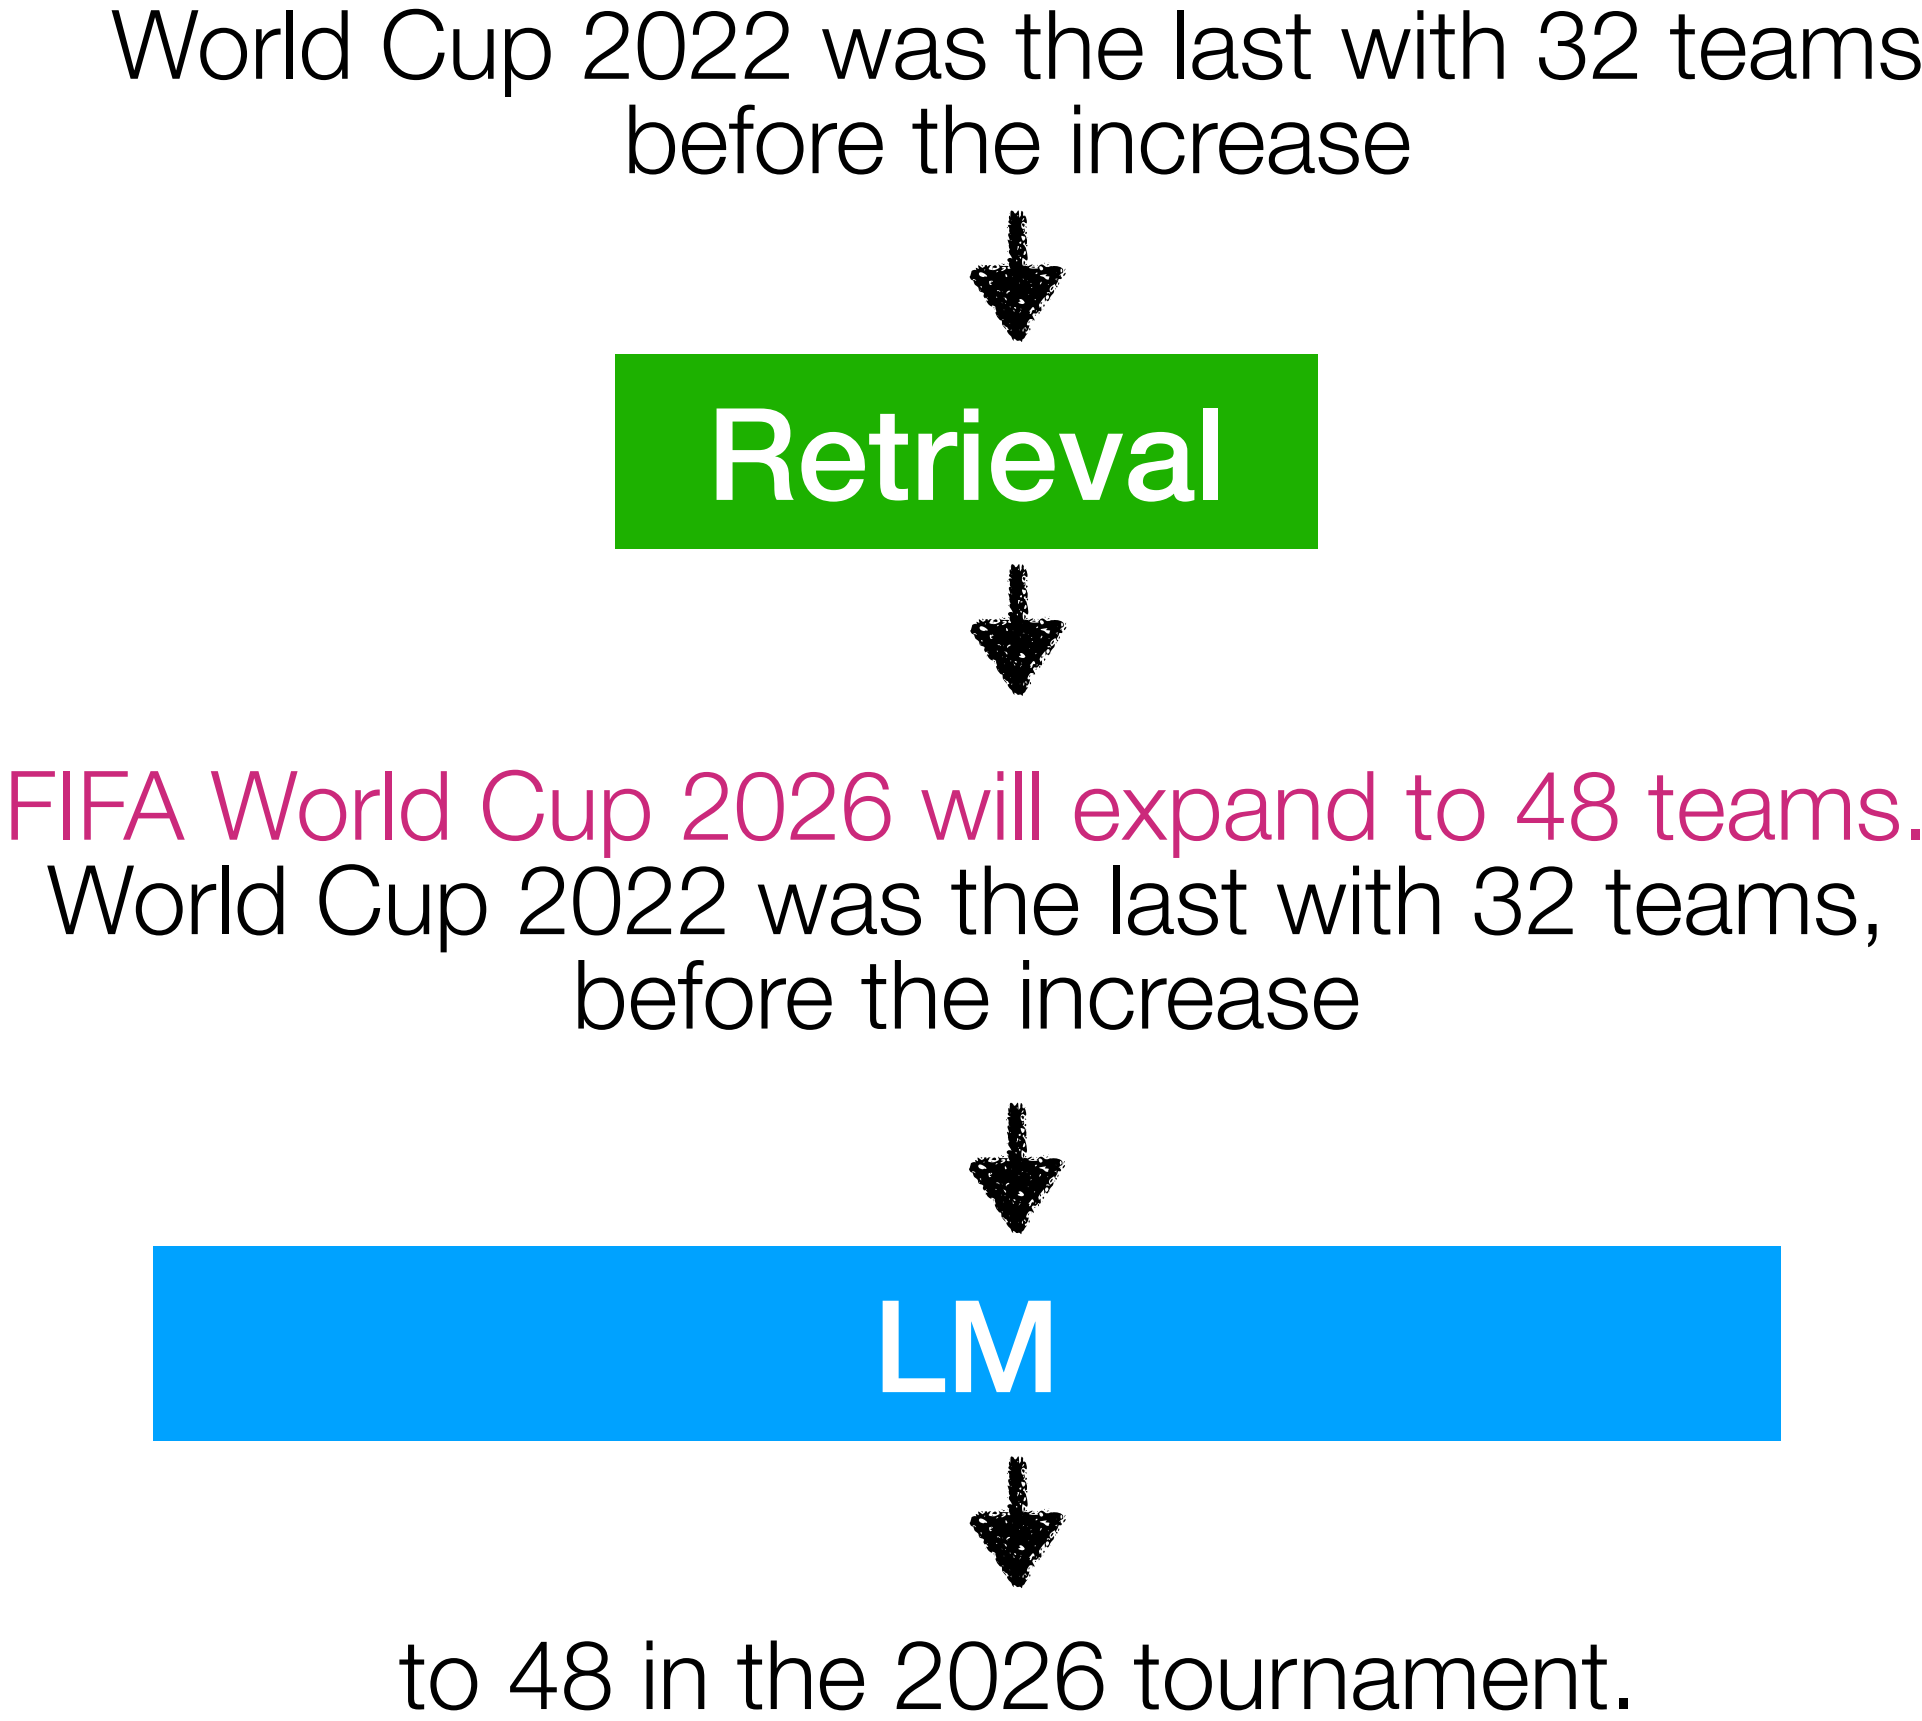 World Cup 2022 was the last with 32 teams
before the increase
Retrieval
FIFA World Cup 2026 will expand to 48 teams.
World Cup 2022 was the last with 32 teams,
before the increase
LM
to 48 in the 2026 tournament.